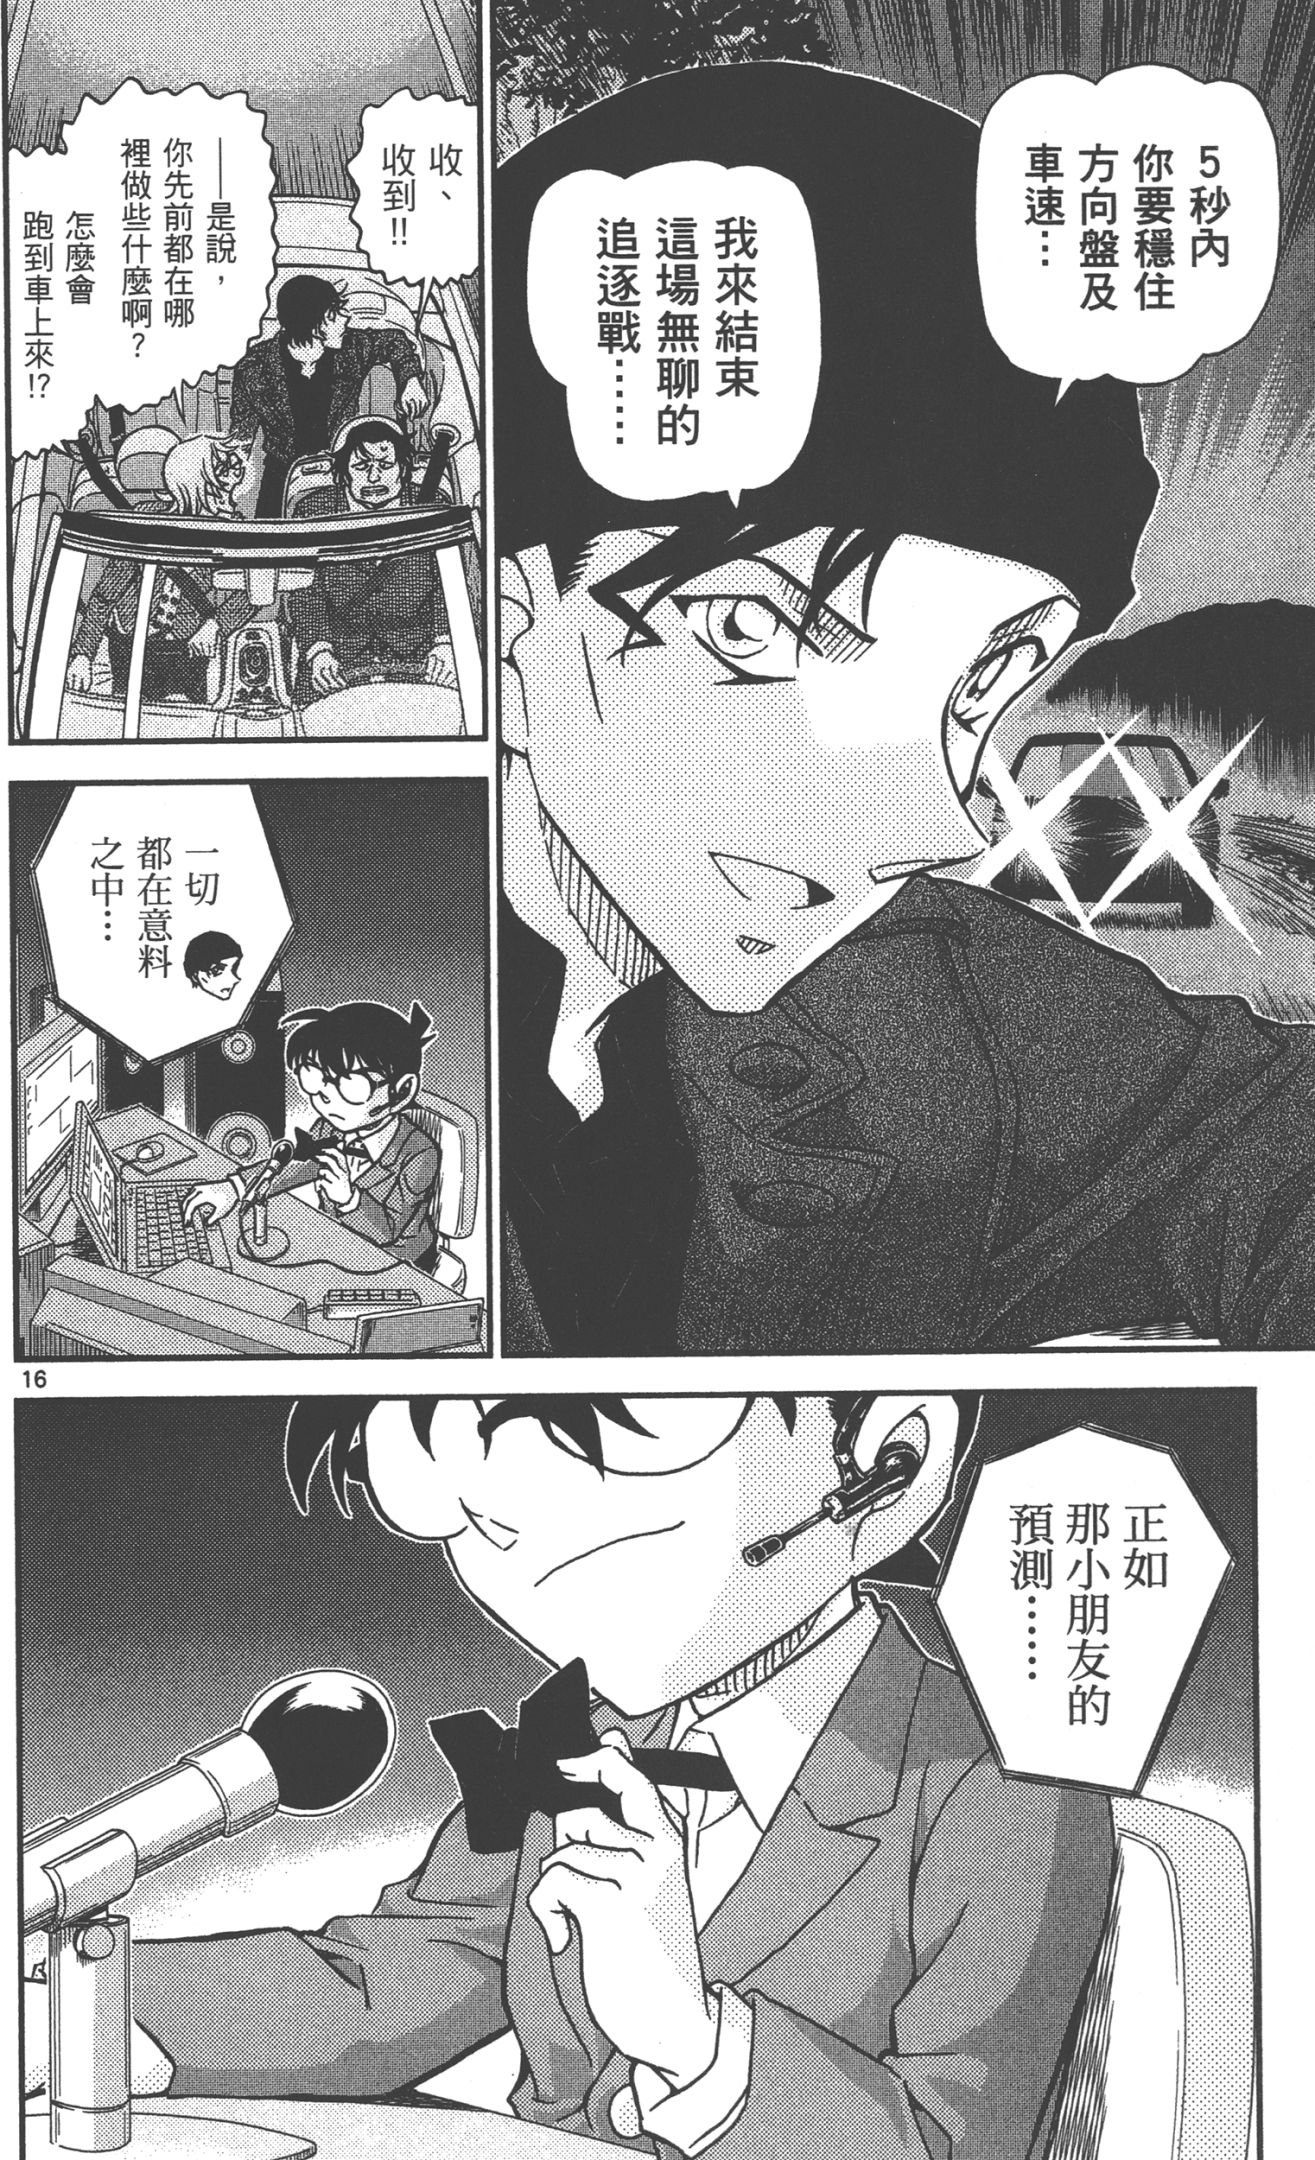 5秒內
你要穩住
方向盤及
車速…
我來結束
這場無聊的
追逐戰……
收、
收到!!
——是說，
你先前都在哪
裡做些什麼啊？
怎麼會
跑到車上來!?
一切
都在意料
之中…
16
正如
那小朋友的
預測……